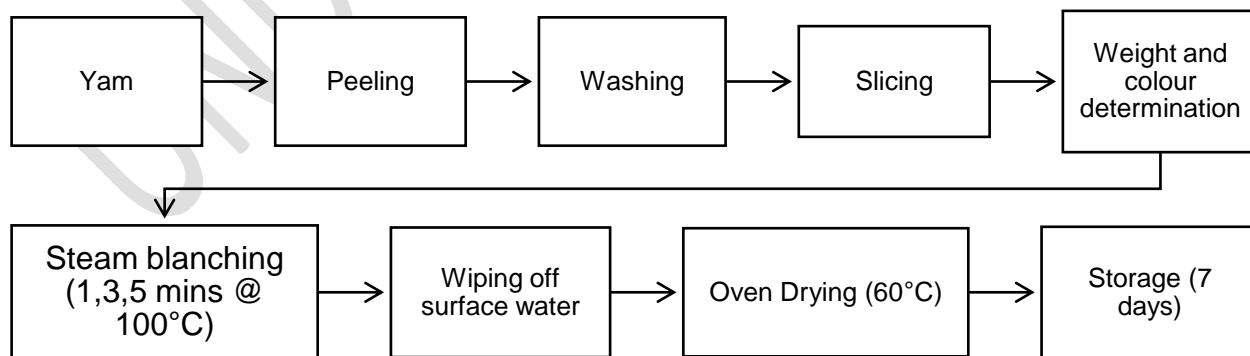 Yam
Peeling
Washing
Slicing
Weight and
colour
determination
Steam blanching
(1,3,5 mins @
100°C)
Wiping off
surface water
Oven Drying (60°C)
Storage (7
days)